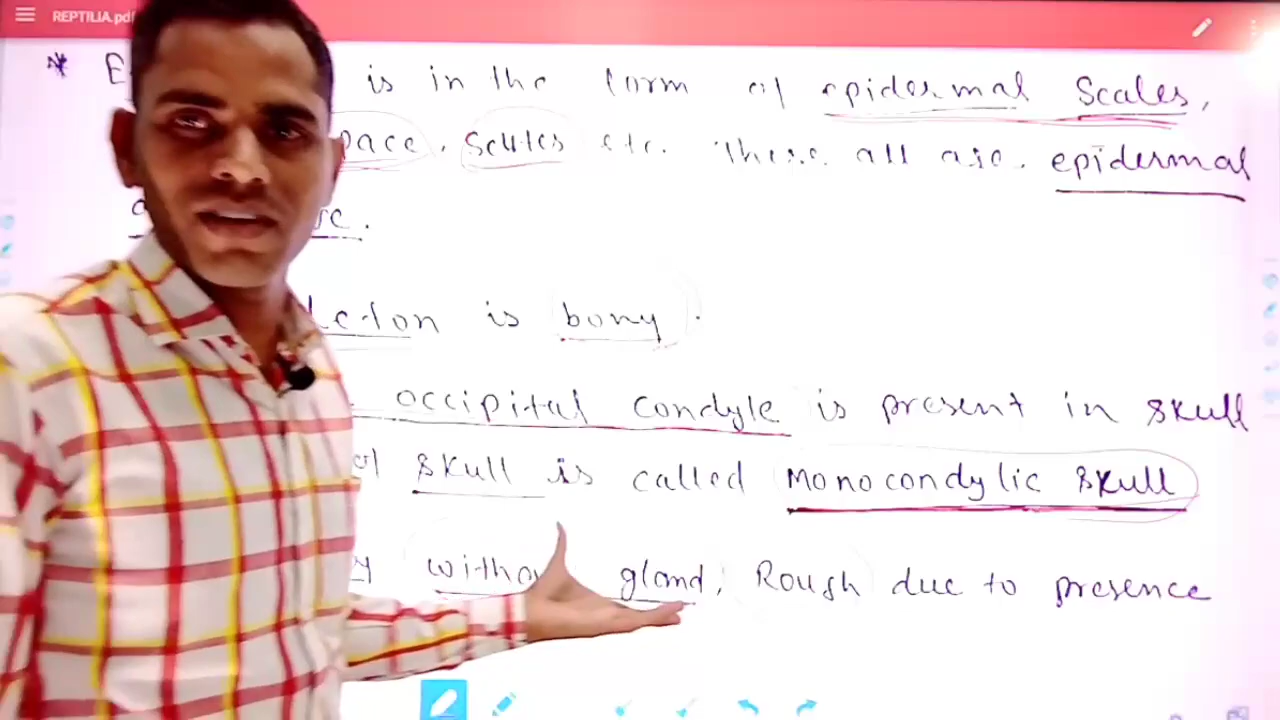 REPTILIA.pdf
* E is in the form of epidermal Scales,
pace, Scutes etc. These all are epidermal
re.
leton is bony.
occipital condyle is present in skull
of skull is called Monocondylic skull
y without gland, Rough due to presence